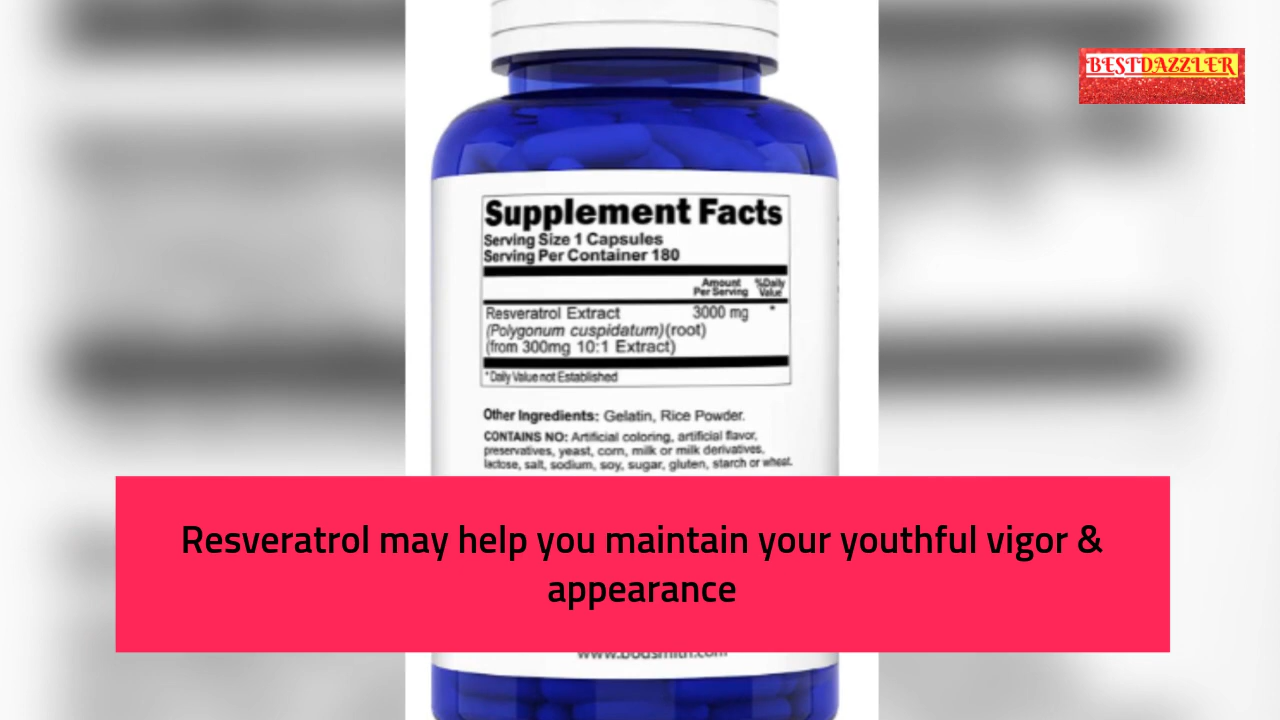 BESTDAZZLER
Supplement Facts
Serving Size 1 Capsules
Serving Per Container 180
Amount
Per Serving
%Daily
Value
Resveratrol Extract 3000 mg *
(Polygonum cuspidatum)(root)
(from 300mg 10:1 Extract)
*Daily Value not Established
Other Ingredients: Gelatin, Rice Powder.
CONTAINS NO: Artificial coloring, artificial flavor,
preservatives, yeast, corn, milk or milk derivatives,
lactose, salt, sodium, soy, sugar, gluten, starch or wheat.
Resveratrol may help you maintain your youthful vigor &
appearance